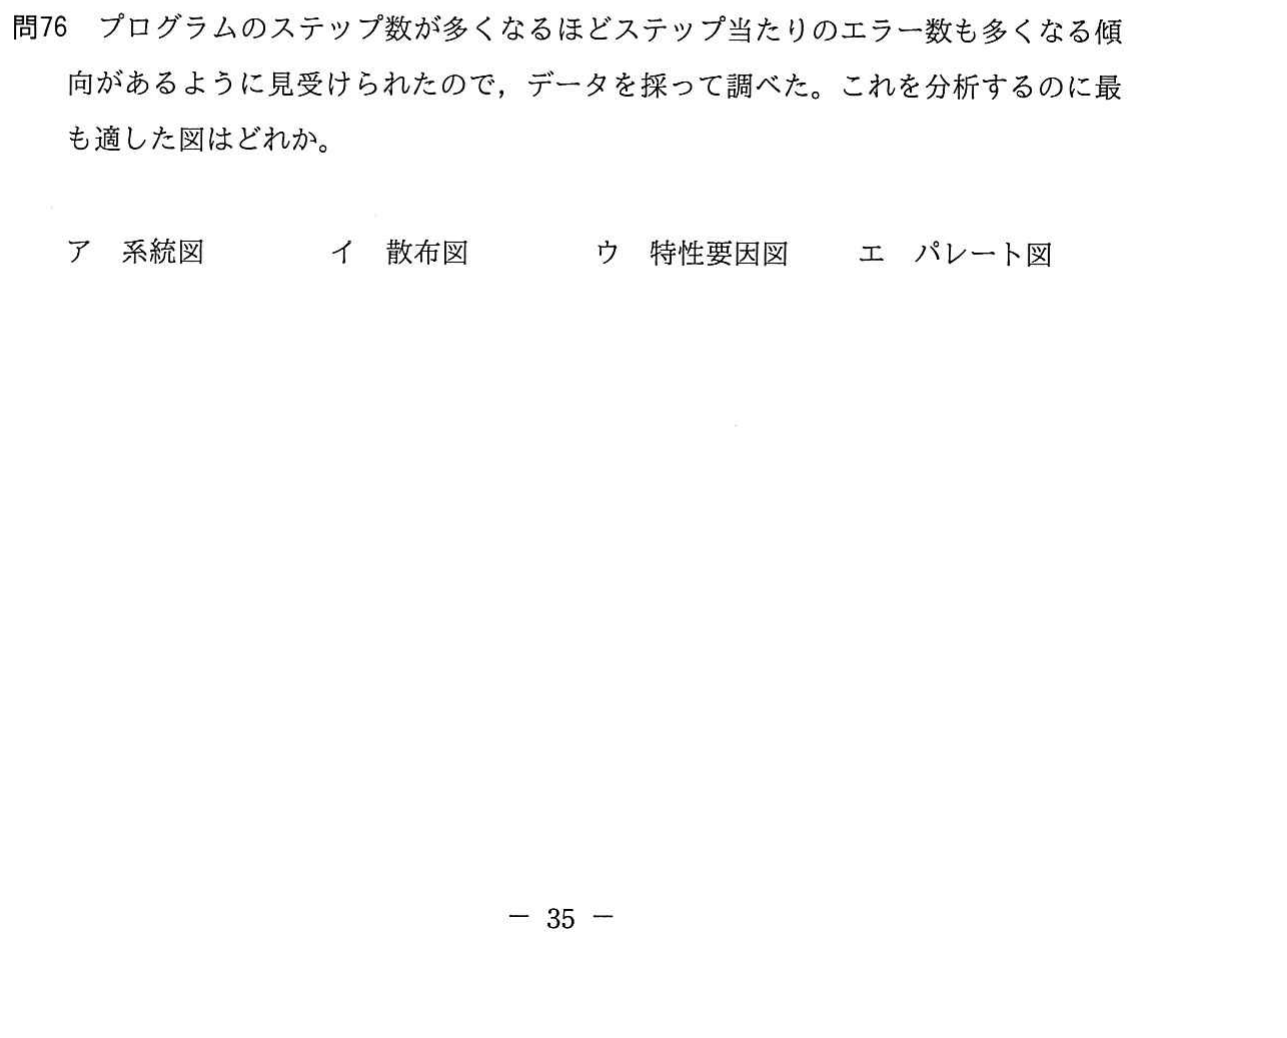 問76　プログラムのステップ数が多くなるほどステップ当たりのエラー数も多くなる傾
向があるように見受けられたので，データを採って調べた。これを分析するのに最
も適した図はどれか。
ア　系統図　イ　散布図　ウ　特性要因図　エ　パレート図
－ 35 －